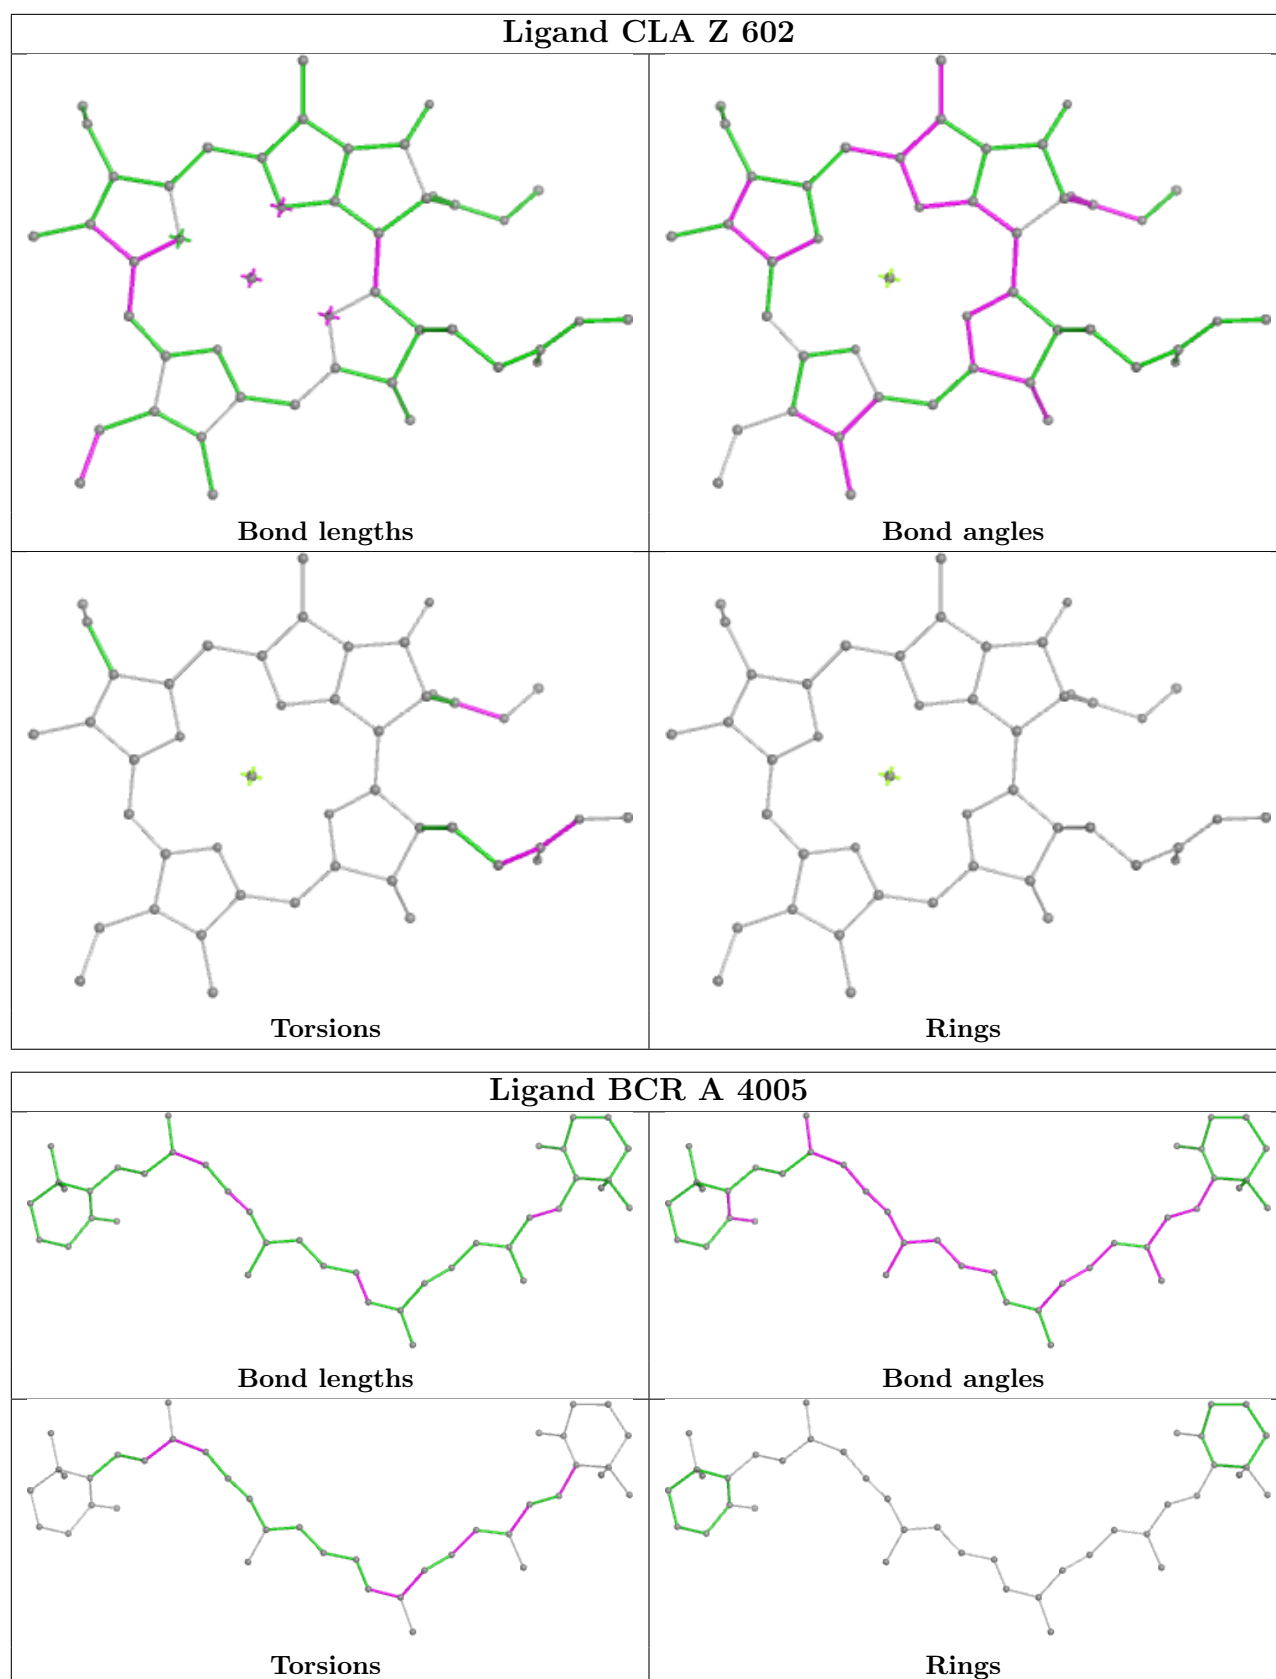 Ligand CLA Z 602
Bond lengths
Bond angles
Torsions
Rings
Ligand BCR A 4005
Bond lengths
Bond angles
Torsions
Rings